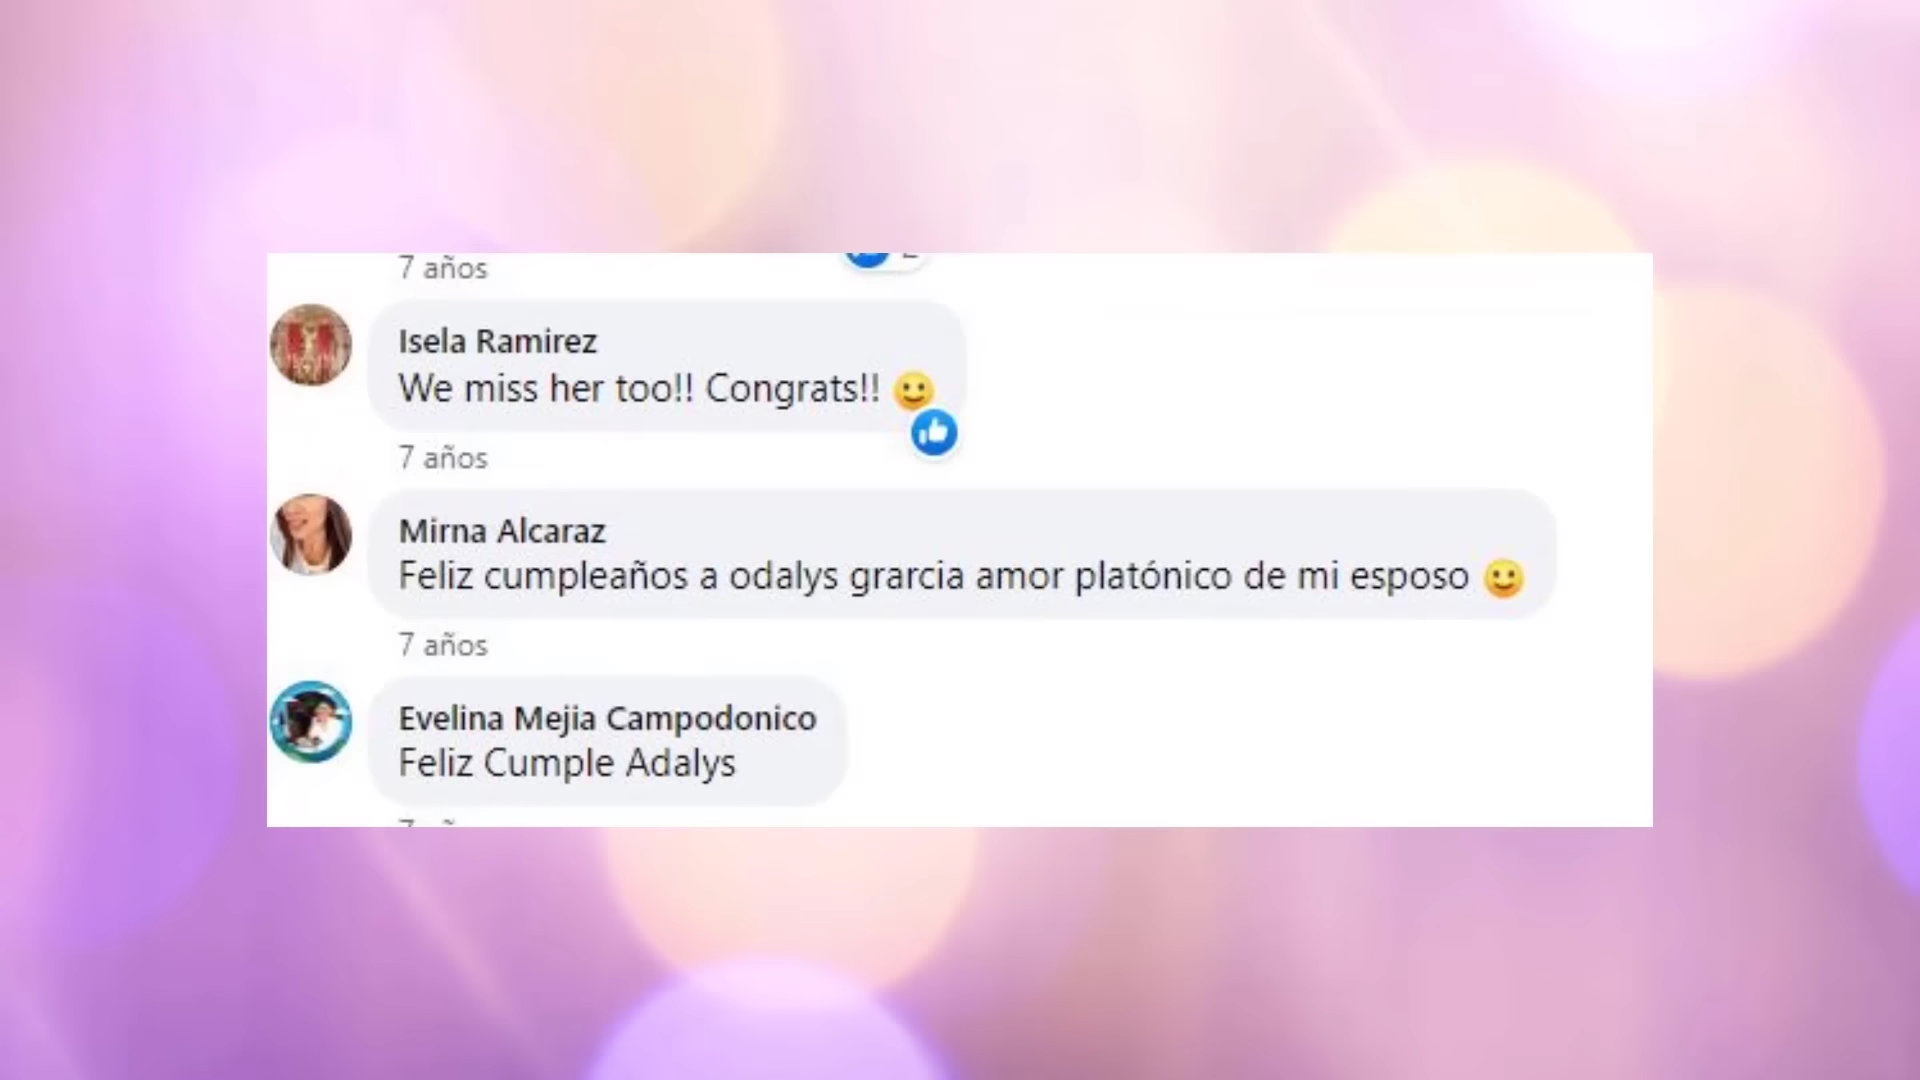 7 años
Isela Ramirez
We miss her too!! Congrats!! 🙂
7 años
Mirna Alcaraz
Feliz cumpleaños a odalys grarcia amor platónico de mi esposo 🙂
7 años
Evelina Mejia Campodonico
Feliz Cumple Adalys